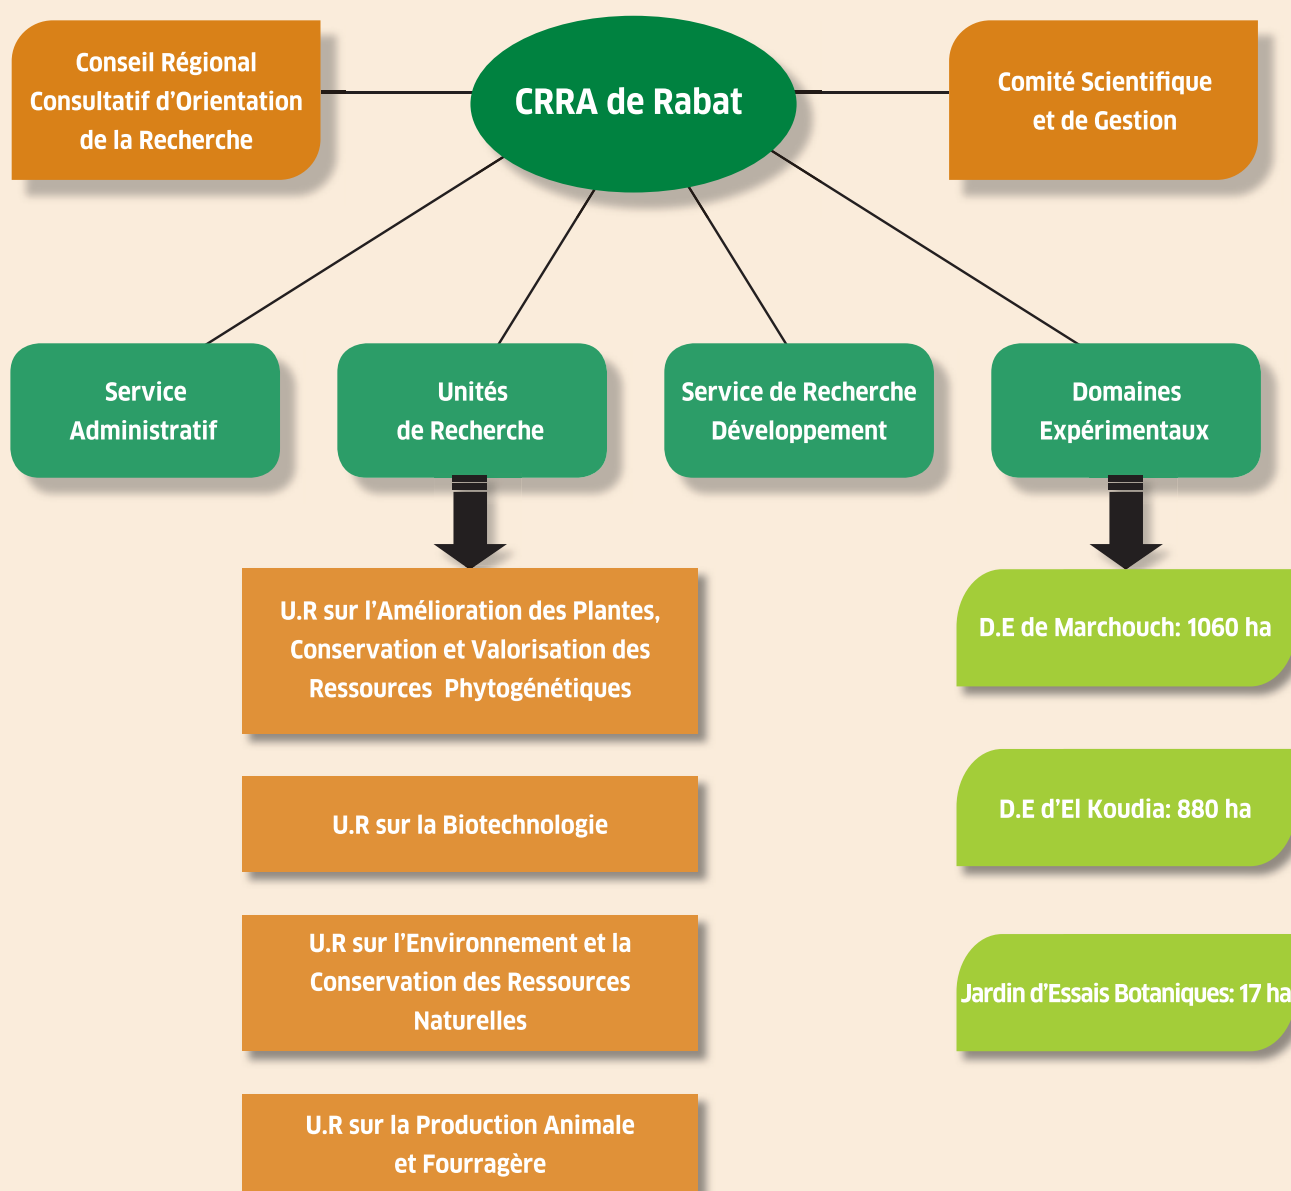 Conseil Régional
Consultatif d'Orientation
de la Recherche
CRRA de Rabat
Comité Scientifique
et de Gestion
Service
Administratif
Unités
de Recherche
Service de Recherche
Développement
Domaines
Expérimentaux
U.R sur l'Amélioration des Plantes,
Conservation et Valorisation des
Ressources Phytogénétiques
U.R sur la Biotechnologie
U.R sur l'Environnement et la
Conservation des Ressources
Naturelles
U.R sur la Production Animale
et Fourragère
D.E de Marchouch: 1060 ha
D.E d'El Koudia: 880 ha
Jardin d'Essais Botaniques: 17 ha